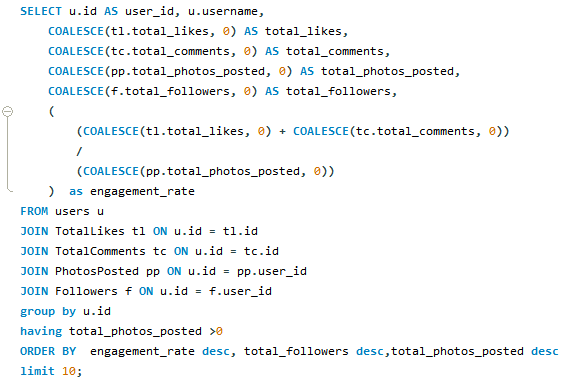 SELECT u.id AS user_id, u.username,
COALESCE(tl.total_likes, 0) AS total_likes,
COALESCE(tc.total_comments, 0) AS total_comments,
COALESCE(pp.total_photos_posted, 0) AS total_photos_posted,
COALESCE(f.total_followers, 0) AS total_followers,
(
(COALESCE(tl.total_likes, 0) + COALESCE(tc.total_comments, 0))
/
(COALESCE(pp.total_photos_posted, 0))
)  as engagement_rate
FROM users u
JOIN TotalLikes tl ON u.id = tl.id
JOIN TotalComments tc ON u.id = tc.id
JOIN PhotosPosted pp ON u.id = pp.user_id
JOIN Followers f ON u.id = f.user_id
group by u.id
having total_photos_posted >0
ORDER BY  engagement_rate desc, total_followers desc,total_photos_posted desc
limit 10;